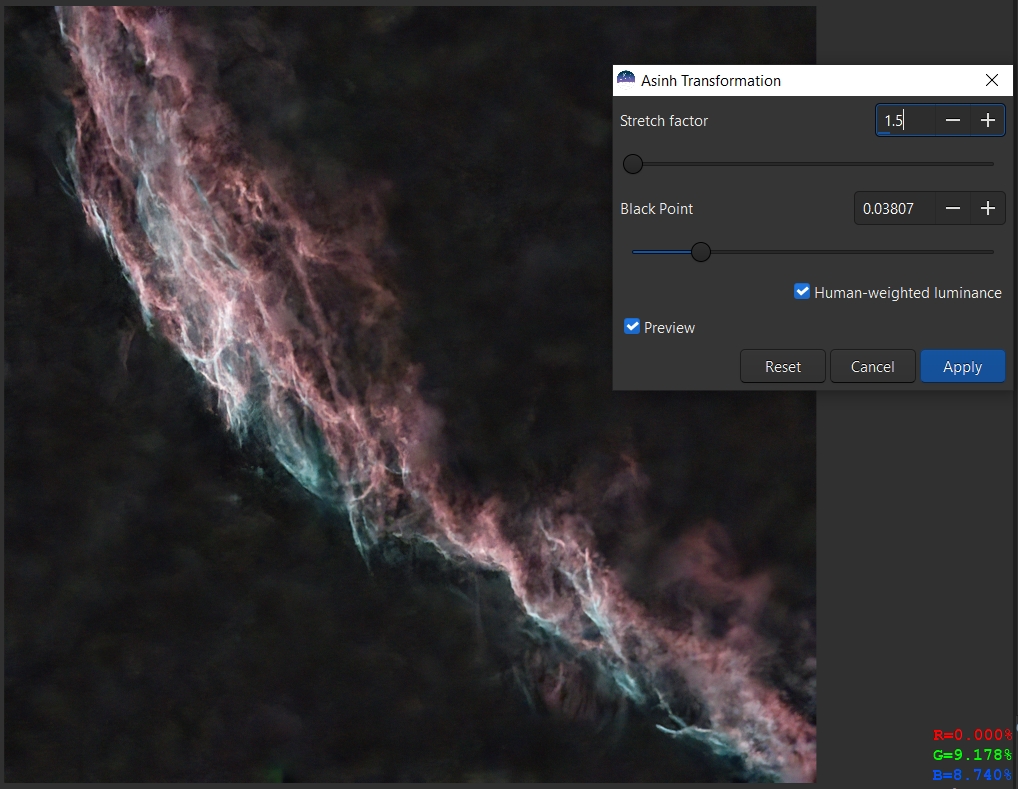 Asinh Transformation
Stretch factor 1.5
Black Point 0.03807
Human-weighted luminance
Preview
Reset Cancel Apply
R=0.000%
G=9.178%
B=8.740%